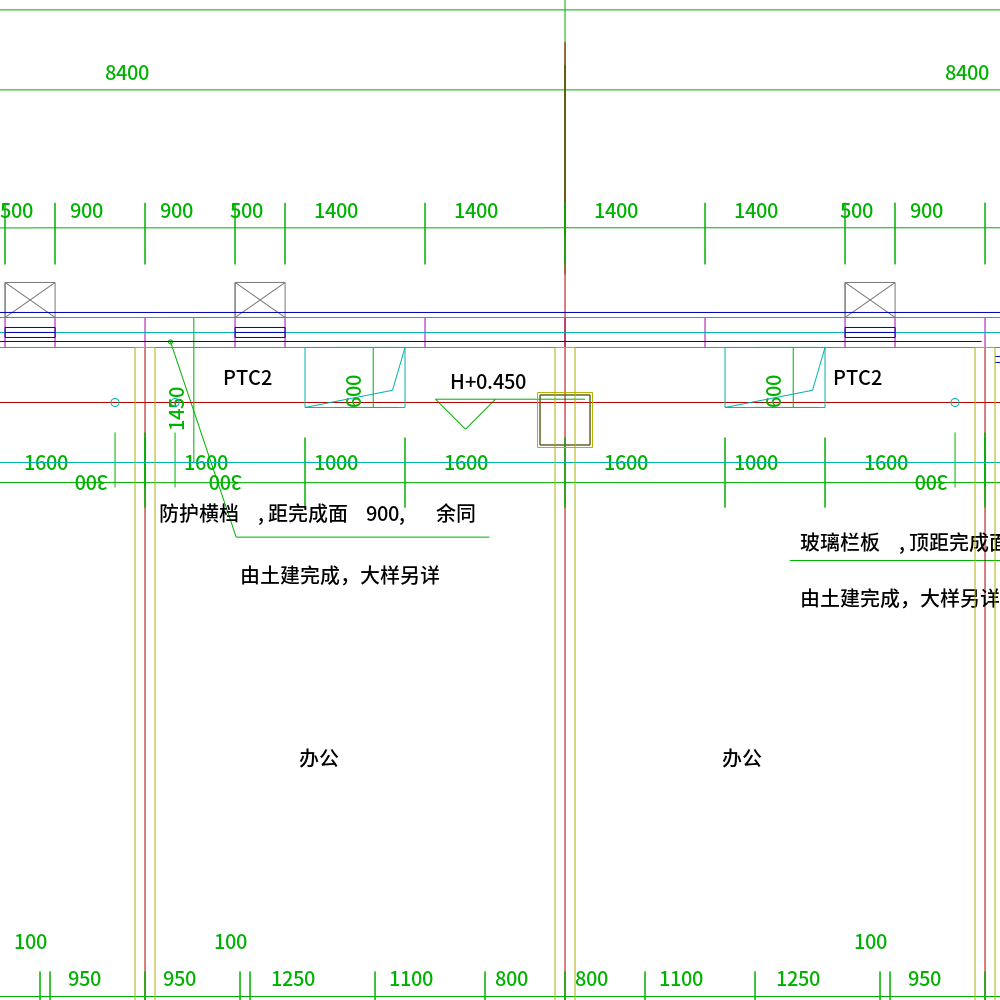 8400 8400
500 900 900 500 1400 1400 1400 1400 500 900
PTC2 H+0.450 PTC2
1450 600 600
1600 1600 1000 1600 1600 1000 1600
300 300 300
防护横档 ,距完成面 900, 余同
玻璃栏板 ,顶距完成面
由土建完成，大样另详
由土建完成，大样另详
办公 办公
100 100 100
950 950 1250 1100 800 800 1100 1250 950